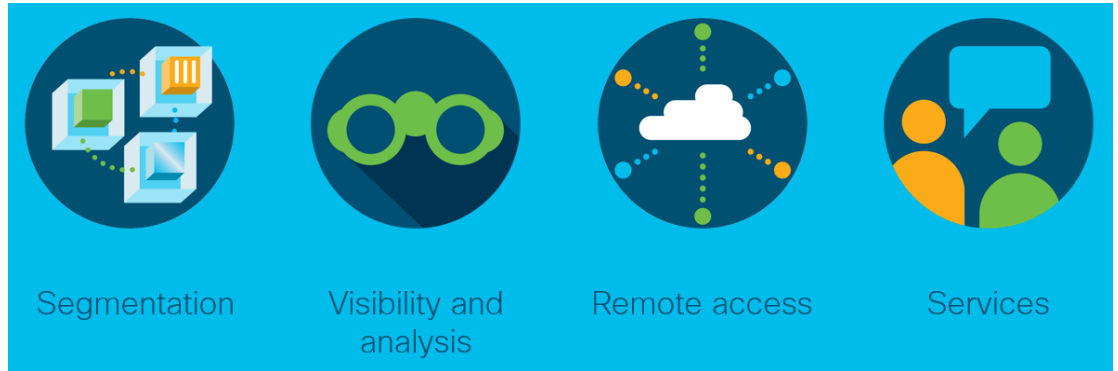 Segmentation
Visibility and
analysis
Remote access
Services